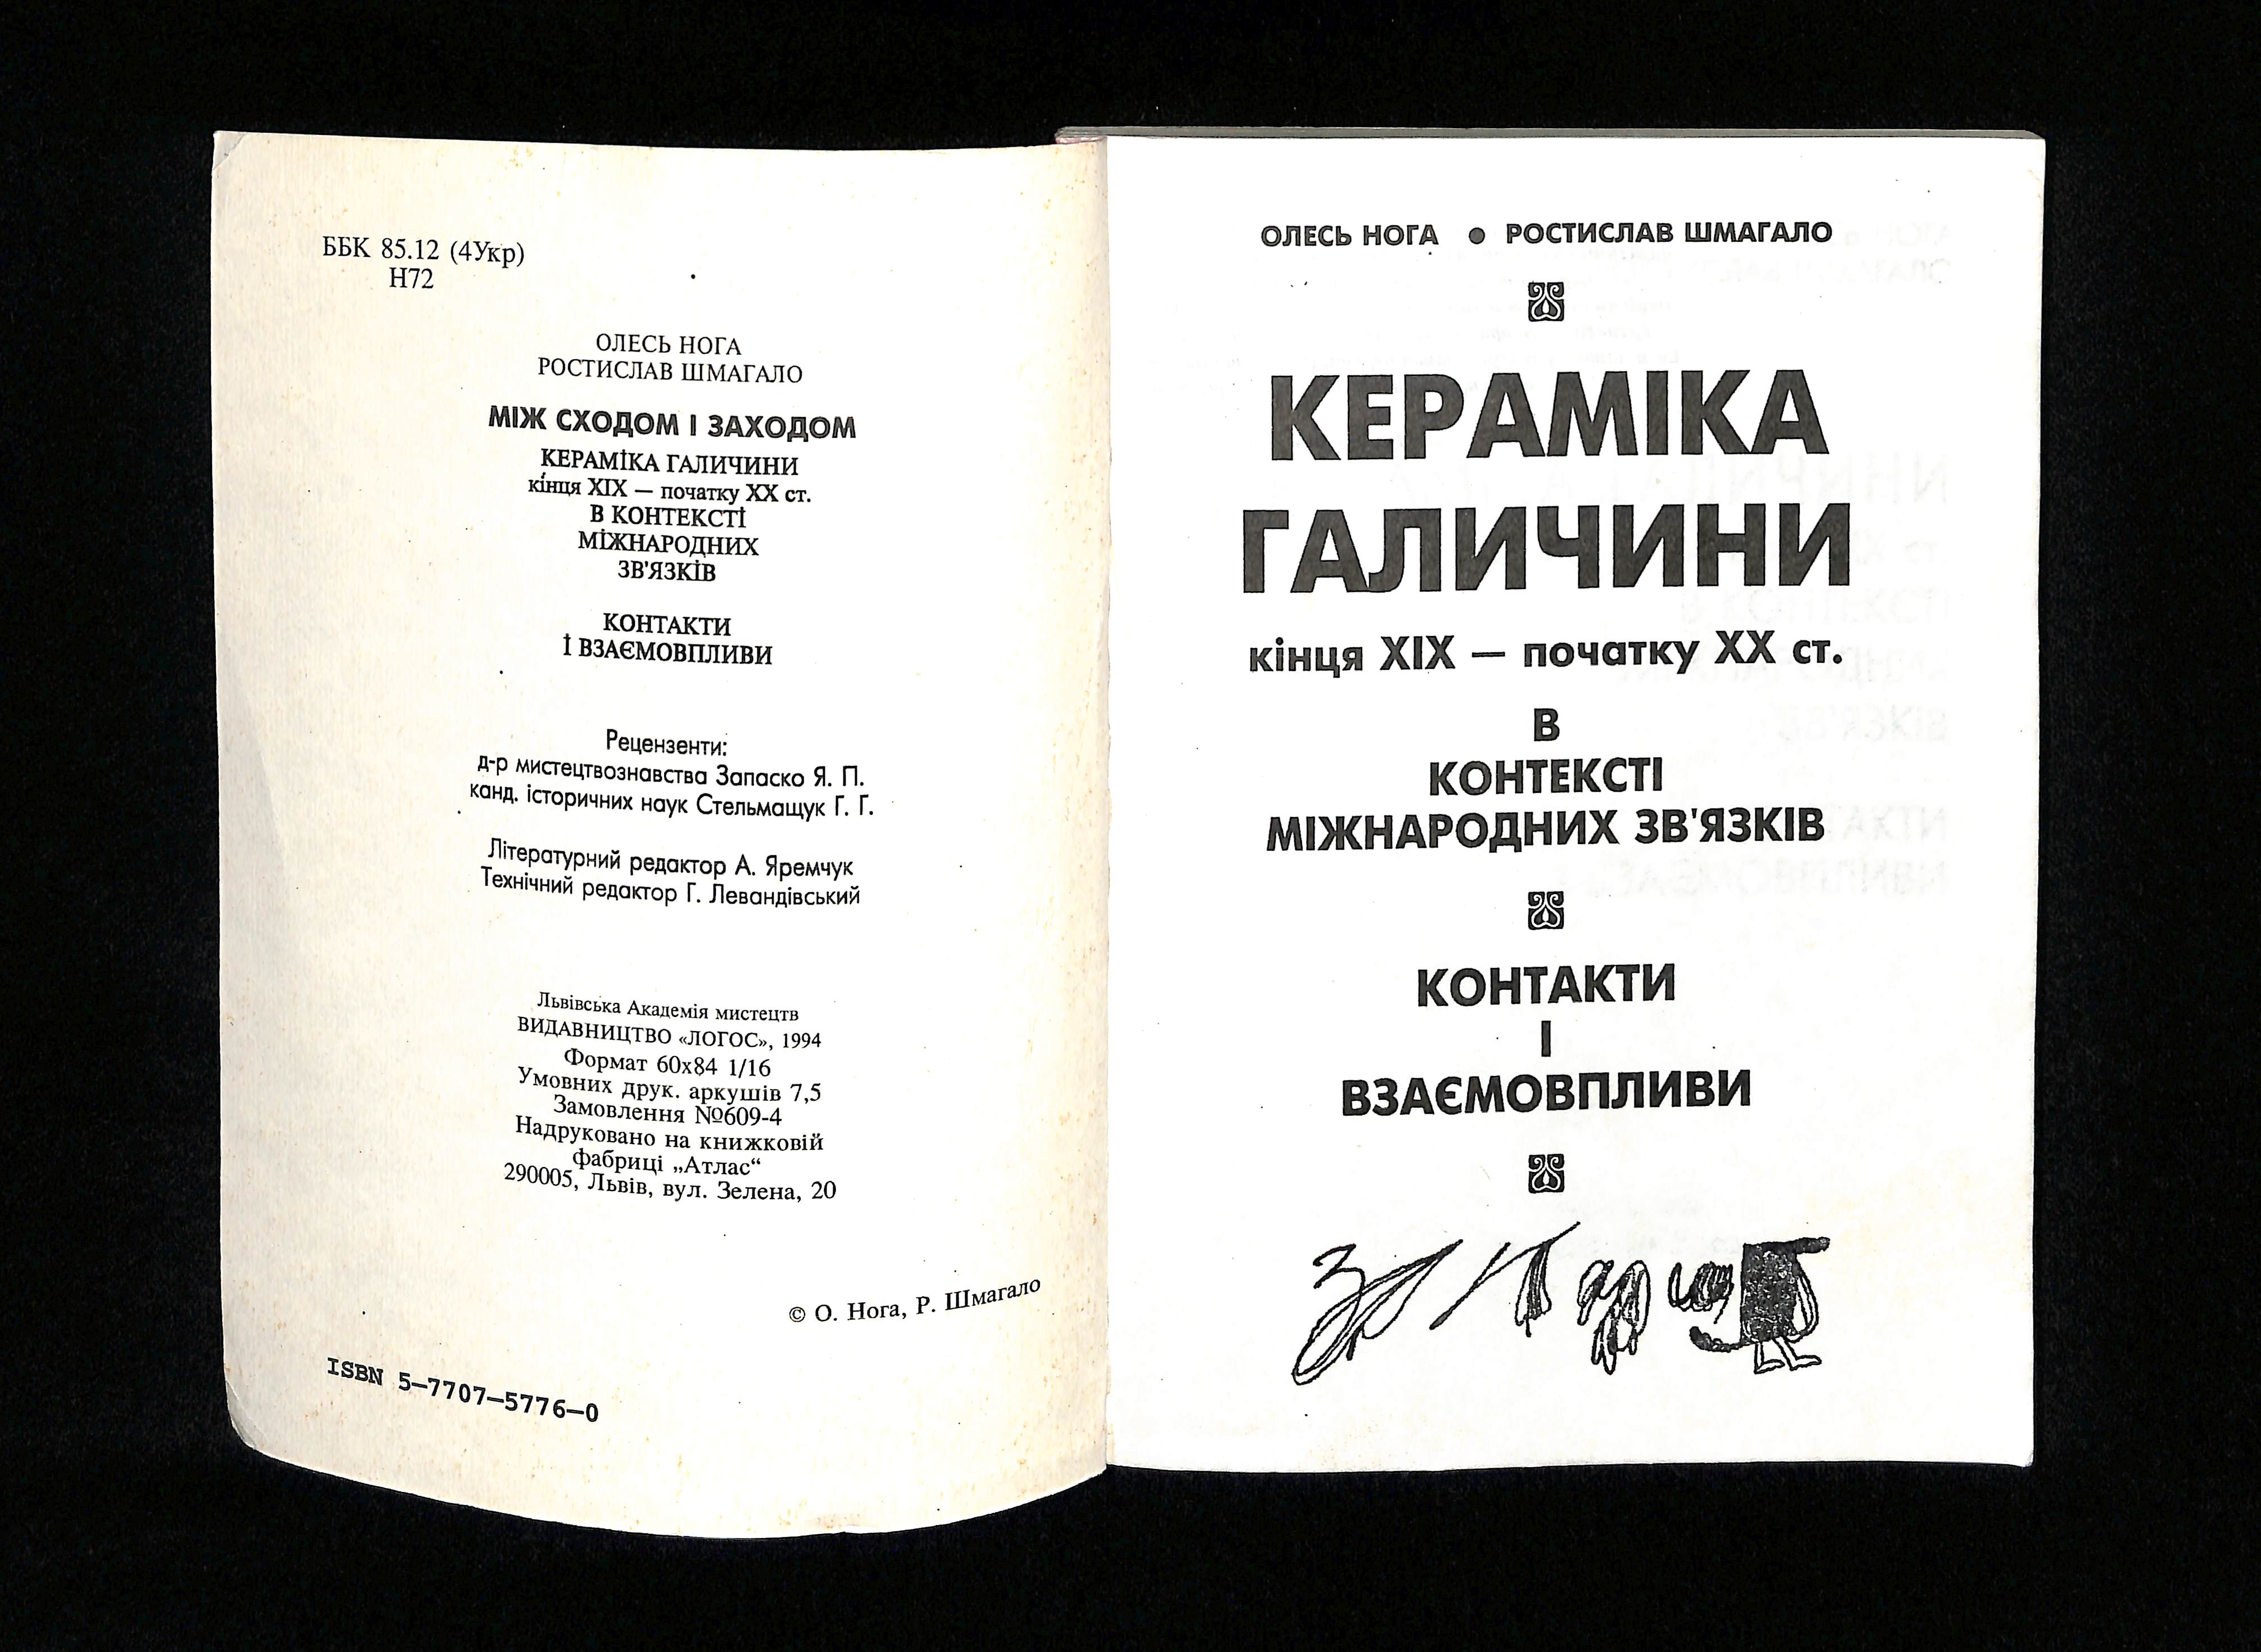 ББК 85.12 (4Укр)
Н72
ОЛЕСЬ НОГА
РОСТИСЛАВ ШМАГАЛО
МІЖ СХОДОМ І ЗАХОДОМ
КЕРАМІКА ГАЛИЧИНИ
кінця XIX — початку XX ст.
В КОНТЕКСТІ
МІЖНАРОДНИХ
ЗВ'ЯЗКІВ
КОНТАКТИ
І ВЗАЄМОВПЛИВИ
Рецензенти:
д-р мистецтвознавства Запаско Я. П.
канд. історичних наук Стельмащук Г. Г.
Літературний редактор А. Яремчук
Технічний редактор Г. Левандівський
Львівська Академія мистецтв
ВИДАВНИЦТВО «ЛОГОС», 1994
Формат 60х84 1/16
Умовних друк. аркушів 7,5
Замовлення №609-4
Надруковано на книжковій
фабриці „Атлас“
290005, Львів, вул. Зелена, 20
© О. Нога, Р. Шмагало
ISBN 5–7707–5776–0
ОЛЕСЬ НОГА ● РОСТИСЛАВ ШМАГАЛО
КЕРАМІКА
ГАЛИЧИНИ
кінця XIX — початку XX ст.
В
КОНТЕКСТІ
МІЖНАРОДНИХ ЗВ'ЯЗКІВ
КОНТАКТИ
І
ВЗАЄМОВПЛИВИ